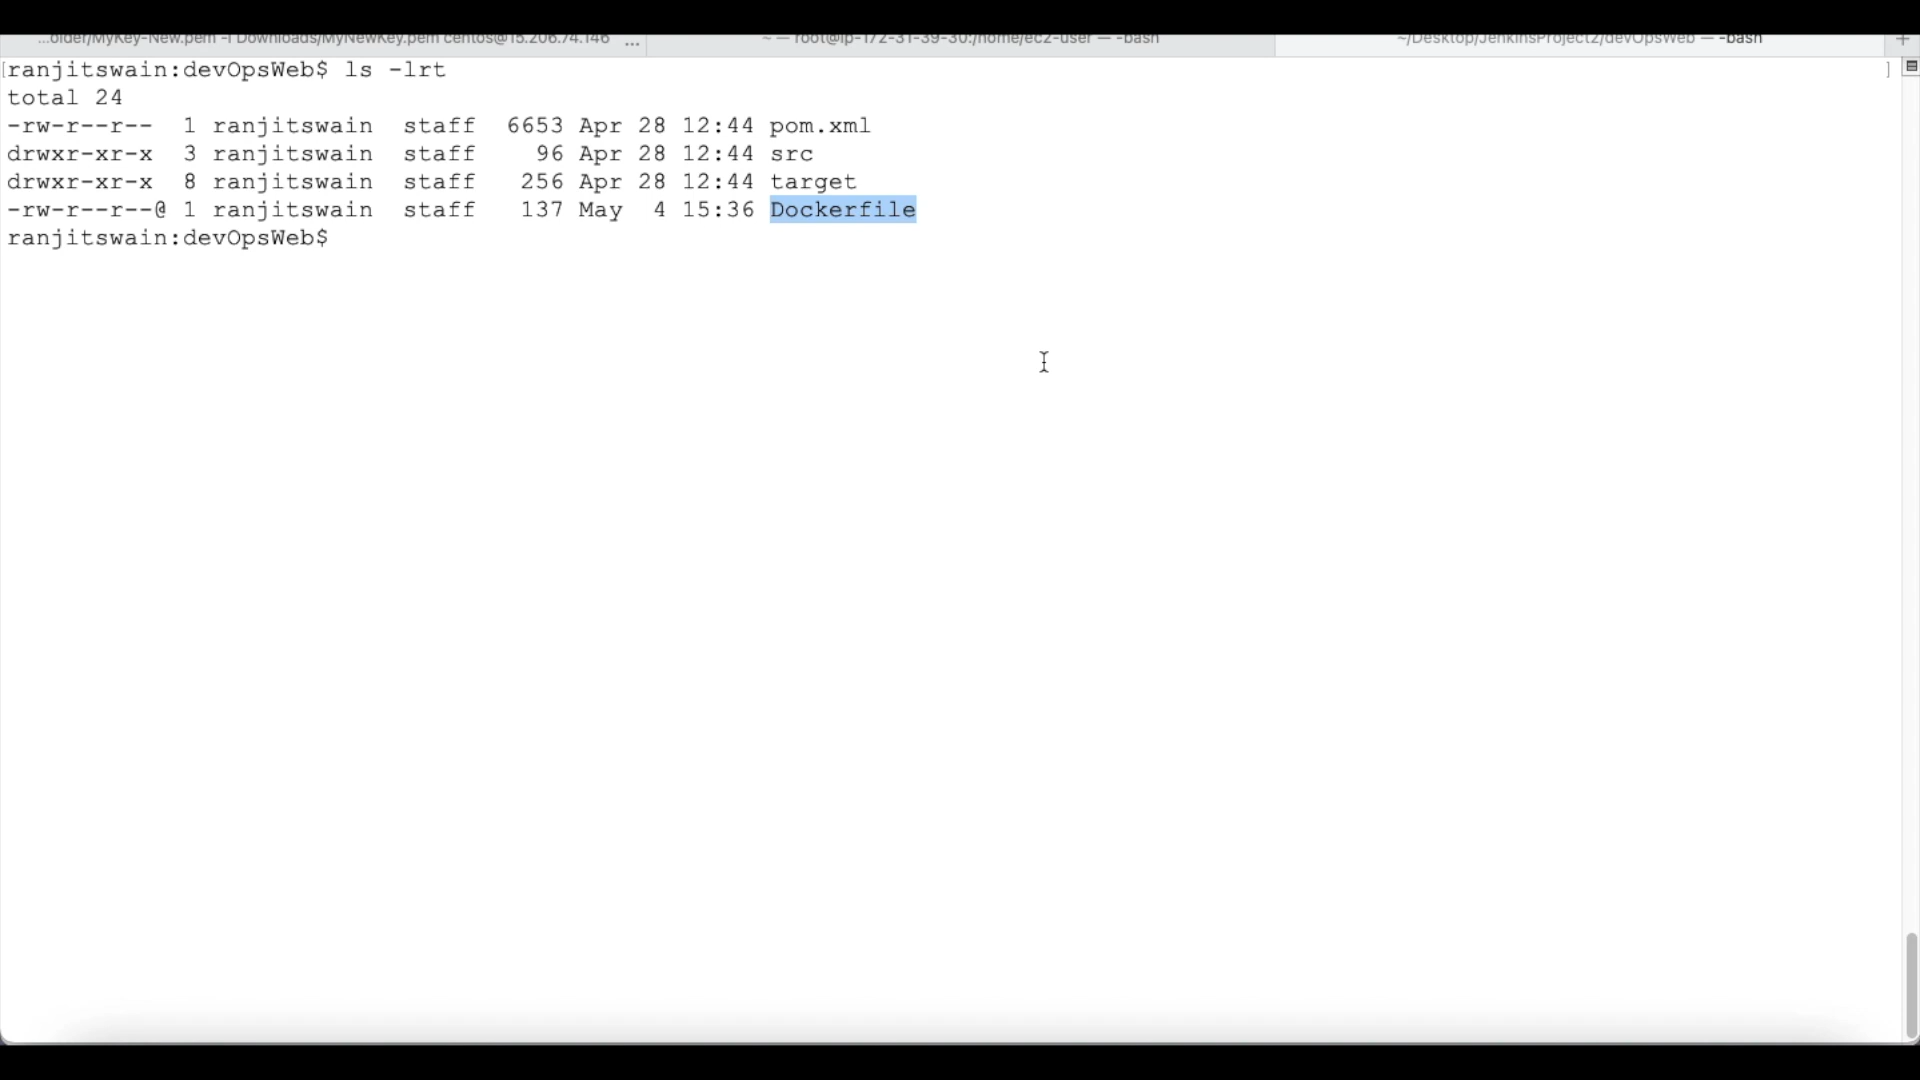 ...older/MyKey-New.pem -i Downloads/MyNewKey.pem centos@15.206.74.146 ...
~ — root@ip-172-31-39-30:/home/ec2-user — -bash
~/Desktop/JenkinsProject2/devOpsWeb — -bash
+
[ranjitswain:devOpsWeb$ ls -lrt ]
total 24
-rw-r--r--  1 ranjitswain  staff  6653 Apr 28 12:44 pom.xml
drwxr-xr-x  3 ranjitswain  staff    96 Apr 28 12:44 src
drwxr-xr-x  8 ranjitswain  staff   256 Apr 28 12:44 target
-rw-r--r--@ 1 ranjitswain  staff   137 May  4 15:36 Dockerfile
ranjitswain:devOpsWeb$